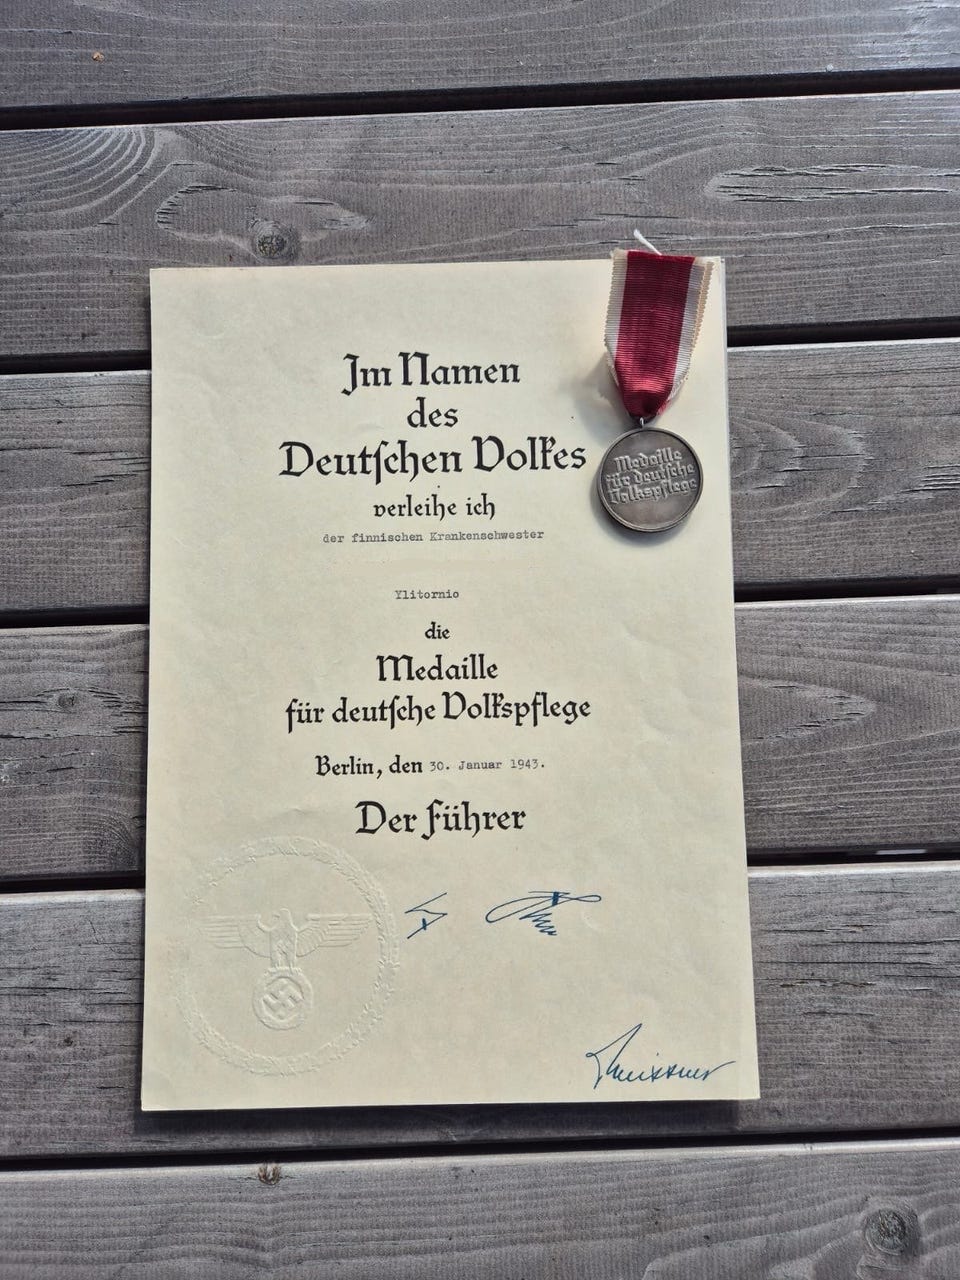 Im Namen
des
Deutschen Volkes
verleihe ich
der finnischen Krankenschwester
Ylitornio
die
Medaille
für deutsche Volkspflege
Berlin, den 30. Januar 1943.
Der Führer
Meissner
Medaille
für deutsche
Volkspflege